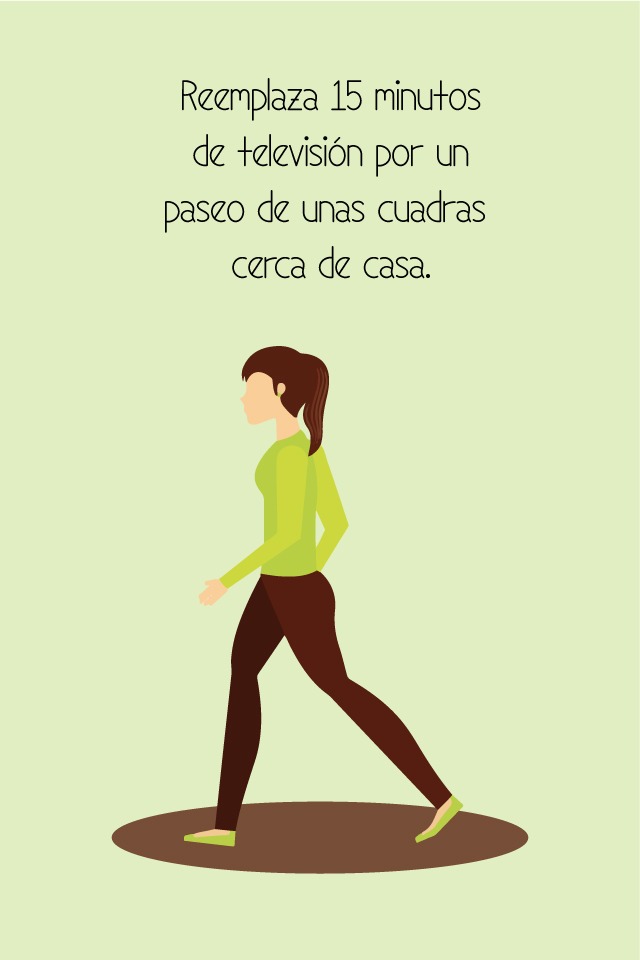 Reemplaza 15 minutos
de televisión por un
paseo de unas cuadras
cerca de casa.